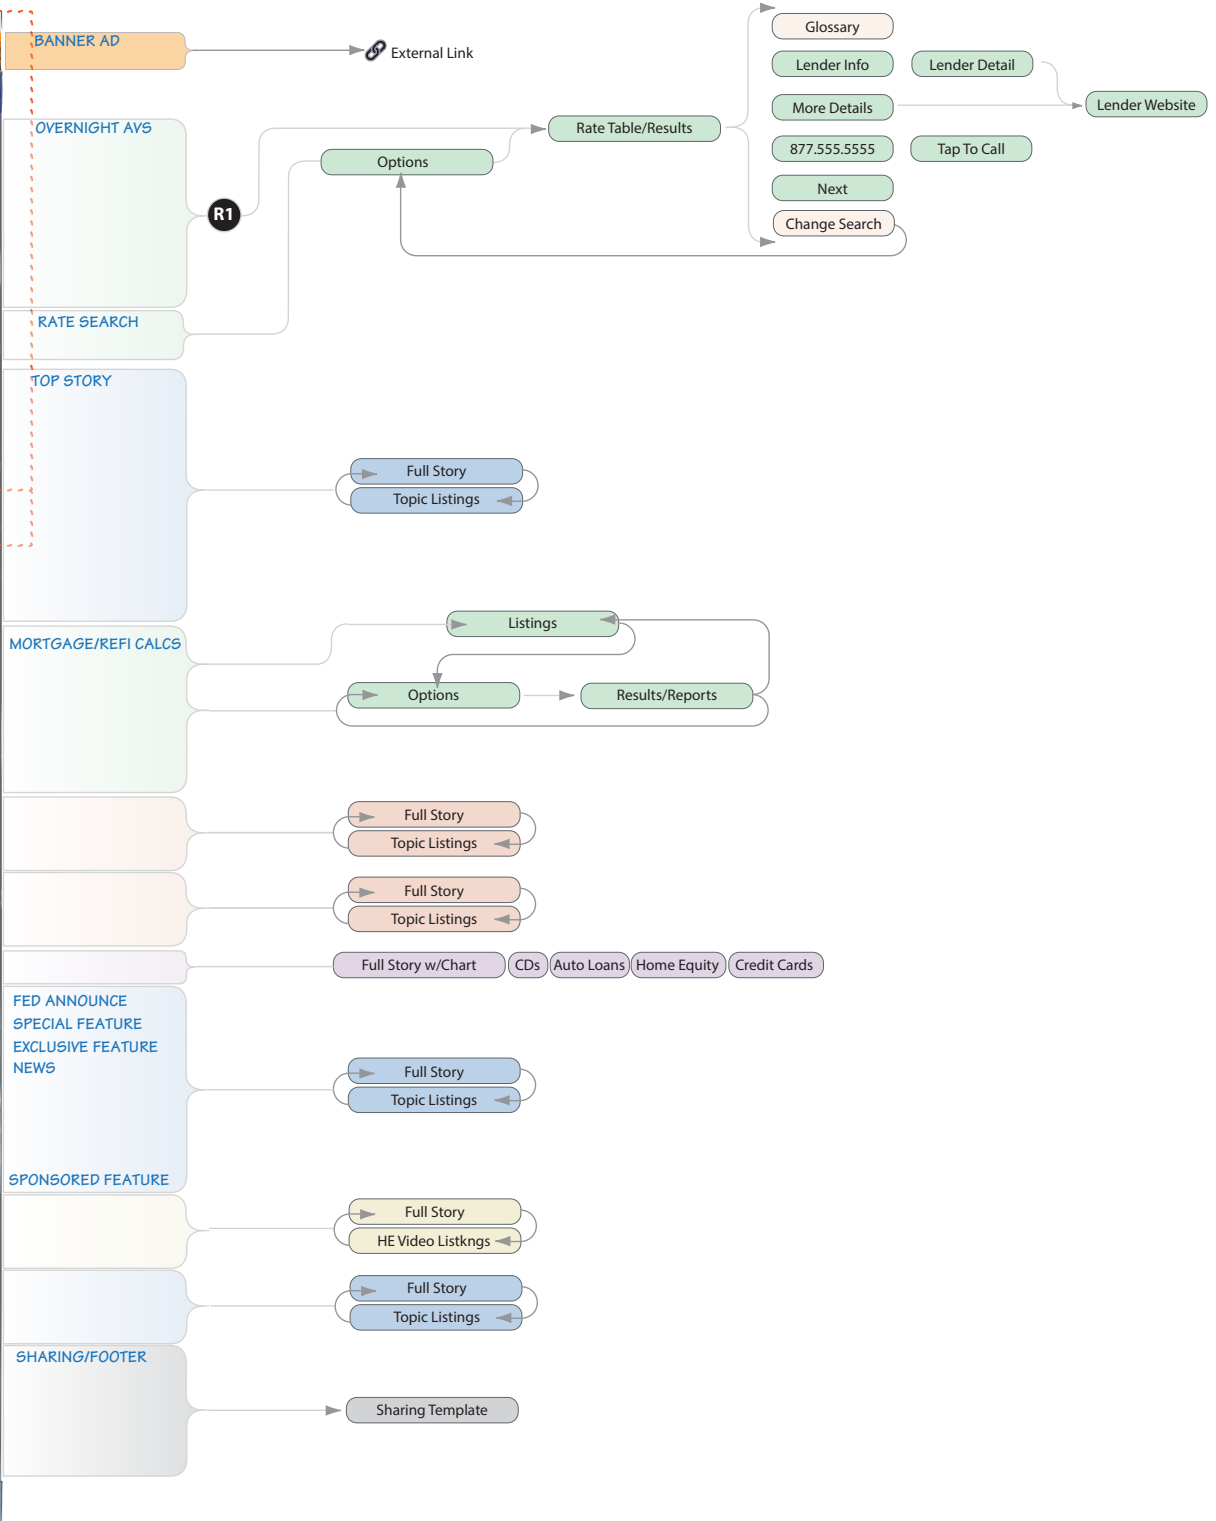 BANNER AD
External Link
Glossary
Lender Info
Lender Detail
More Details
Lender Website
OVERNIGHT AVS
Rate Table/Results
Options
877.555.5555
Tap To Call
Next
R1
Change Search
RATE SEARCH
TOP STORY
Full Story
Topic Listings
MORTGAGE/REFI CALCS
Listings
Options
Results/Reports
Full Story
Topic Listings
Full Story
Topic Listings
Full Story w/Chart
CDs
Auto Loans
Home Equity
Credit Cards
FED ANNOUNCE
SPECIAL FEATURE
EXCLUSIVE FEATURE
NEWS
Full Story
Topic Listings
SPONSORED FEATURE
Full Story
HE Video Listkngs
Full Story
Topic Listings
SHARING/FOOTER
Sharing Template